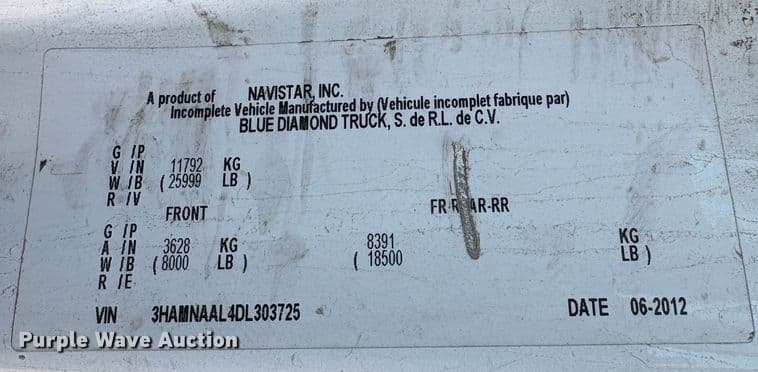 A product of NAVISTAR, INC.
Incomplete Vehicle Manufactured by (Vehicule incomplet fabrique par)
BLUE DIAMOND TRUCK, S. de R.L. de C.V.
G /P
V /N 11792 KG
W /B ( 25999 LB )
R /V
FRONT FR-R AR-RR
G /P
A /N 3628 KG 8391 KG
W /B ( 8000 LB ) ( 18500 LB )
R /E
VIN 3HAMNAAL4DL303725 DATE 06-2012
Purple Wave Auction